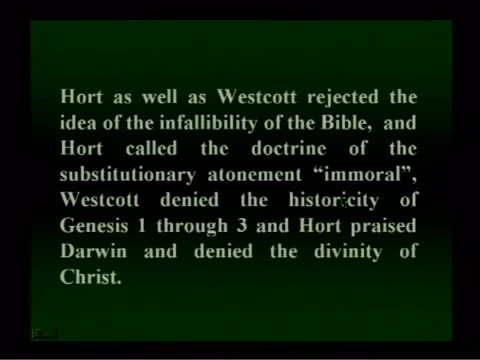 Hort as well as Westcott rejected the
idea of the infallibility of the Bible, and
Hort called the doctrine of the
substitutionary atonement “immoral”,
Westcott denied the historicity of
Genesis 1 through 3 and Hort praised
Darwin and denied the divinity of
Christ.